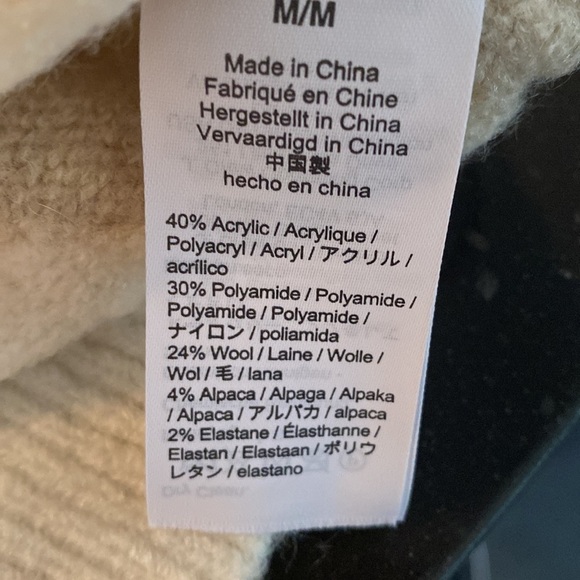 M/M
Made in China
Fabriqué en Chine
Hergestellt in China
Vervaardigd in China
中国製
hecho en china
40% Acrylic / Acrylique /
Polyacryl / Acryl / アクリル /
acrílico
30% Polyamide / Polyamide /
Polyamide / Polyamide /
ナイロン / poliamida
24% Wool / Laine / Wolle /
Wol / 毛 / lana
4% Alpaca / Alpaga / Alpaka
/ Alpaca / アルパカ / alpaca
2% Elastane / Élasthanne /
Elastan / Elastaan / ポリウ
レタン / elastano